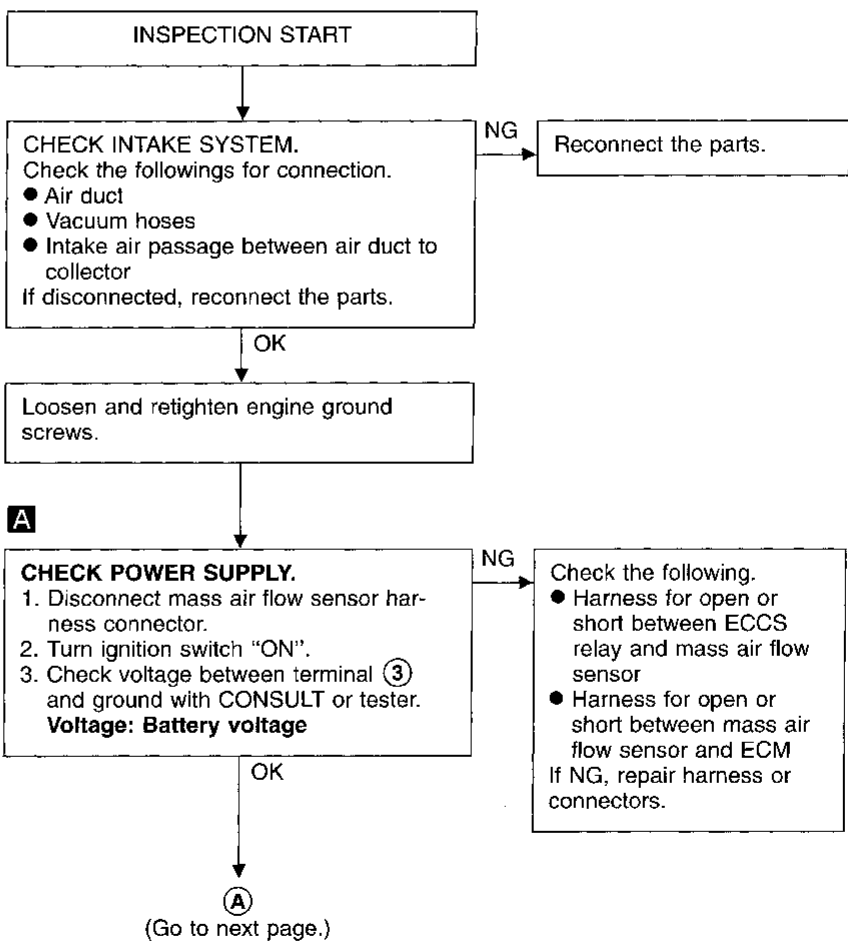 INSPECTION START
CHECK INTAKE SYSTEM.
Check the followings for connection.
● Air duct
● Vacuum hoses
● Intake air passage between air duct to
collector
If disconnected, reconnect the parts.
NG
Reconnect the parts.
OK
Loosen and retighten engine ground
screws.
A
CHECK POWER SUPPLY.
1. Disconnect mass air flow sensor har-
ness connector.
2. Turn ignition switch “ON”.
3. Check voltage between terminal ③
and ground with CONSULT or tester.
Voltage: Battery voltage
NG
Check the following.
● Harness for open or
short between ECCS
relay and mass air flow
sensor
● Harness for open or
short between mass air
flow sensor and ECM
If NG, repair harness or
connectors.
OK
Ⓐ
(Go to next page.)